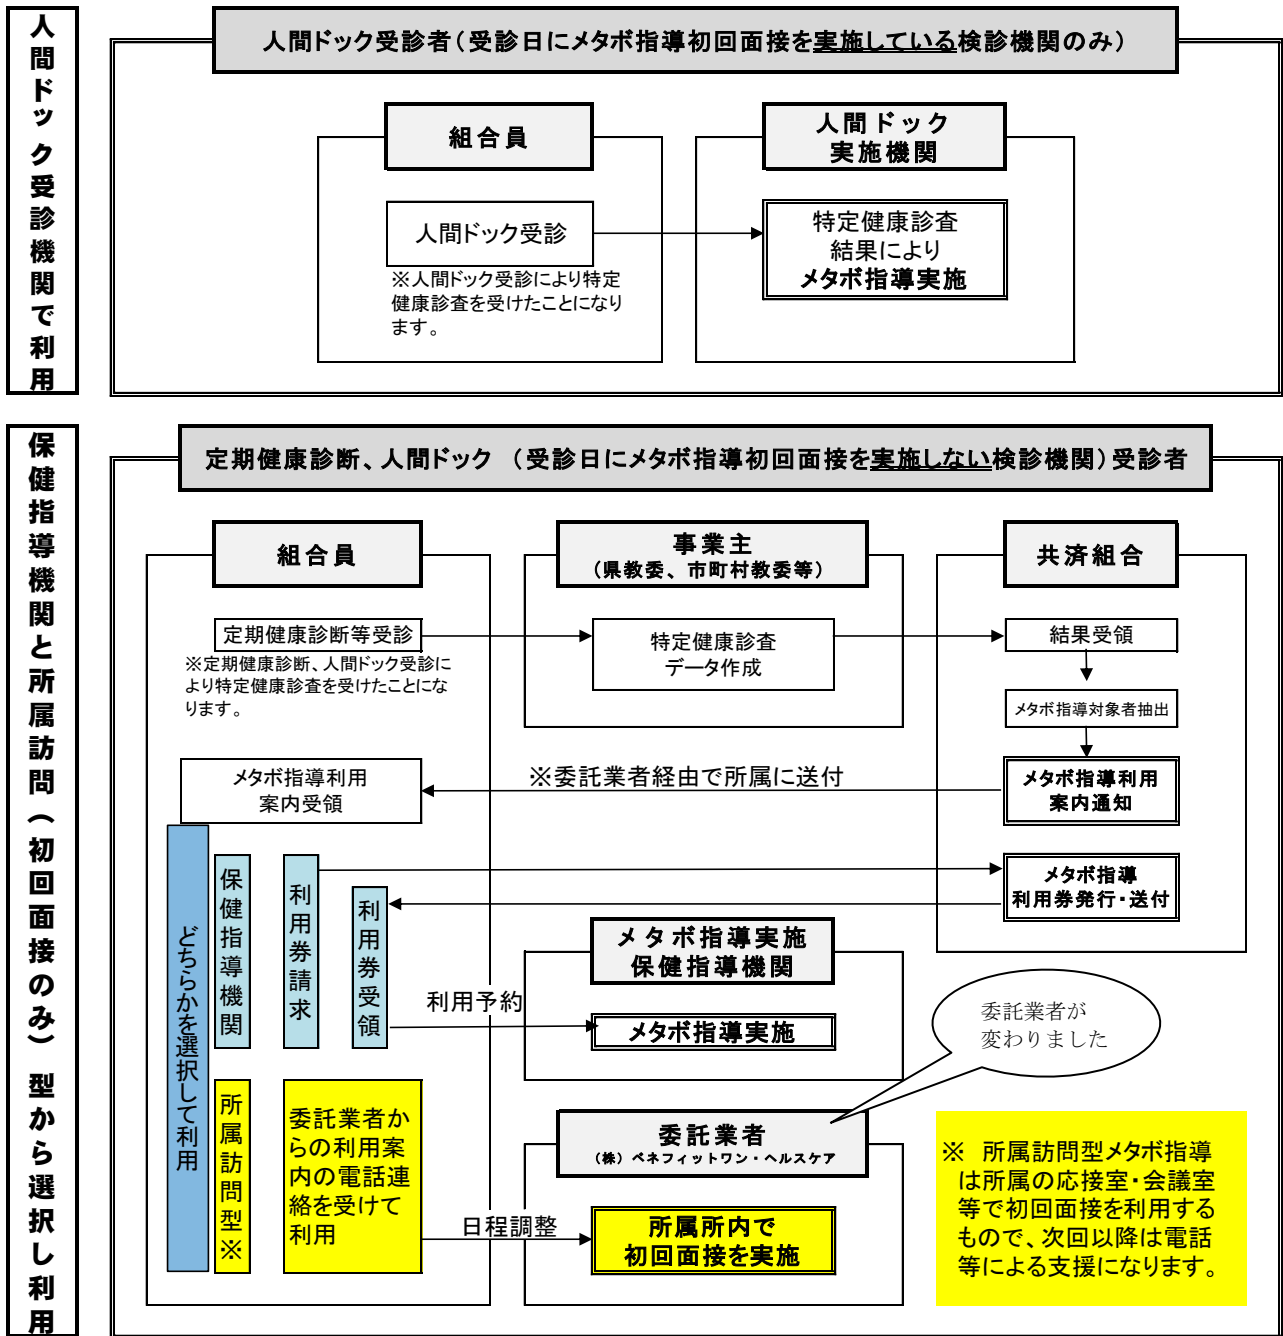 人間ドック受診機関で利用
人間ドック受診者（受診日にメタボ指導初回面接を実施している検診機関のみ）
組合員
人間ドック受診
※人間ドック受診により特定
健康診査を受けたことになり
ます。
人間ドック
実施機関
特定健康診査
結果により
メタボ指導実施
保健指導機関と所属訪問（初回面接のみ）型から選択し利用
定期健康診断、人間ドック （受診日にメタボ指導初回面接を実施しない検診機関）受診者
組合員
事業主
（県教委、市町村教委等）
共済組合
定期健康診断等受診
※定期健康診断、人間ドック受診に
より特定健康診査を受けたことにな
ります。
特定健康診査
データ作成
結果受領
メタボ指導対象者抽出
メタボ指導利用
案内通知
※委託業者経由で所属に送付
メタボ指導利用
案内受領
どちらかを選択して利用
保健指導機関
利用券請求
利用券受領
メタボ指導
利用券発行・送付
利用予約
メタボ指導実施
保健指導機関
メタボ指導実施
委託業者が
変わりました
所属訪問型※
委託業者か
らの利用案
内の電話連
絡を受けて
利用
日程調整
委託業者
（株）ベネフィットワン・ヘルスケア
所属所内で
初回面接を実施
※ 所属訪問型メタボ指導
は所属の応接室・会議室
等で初回面接を利用する
もので、次回以降は電話
等による支援になります。